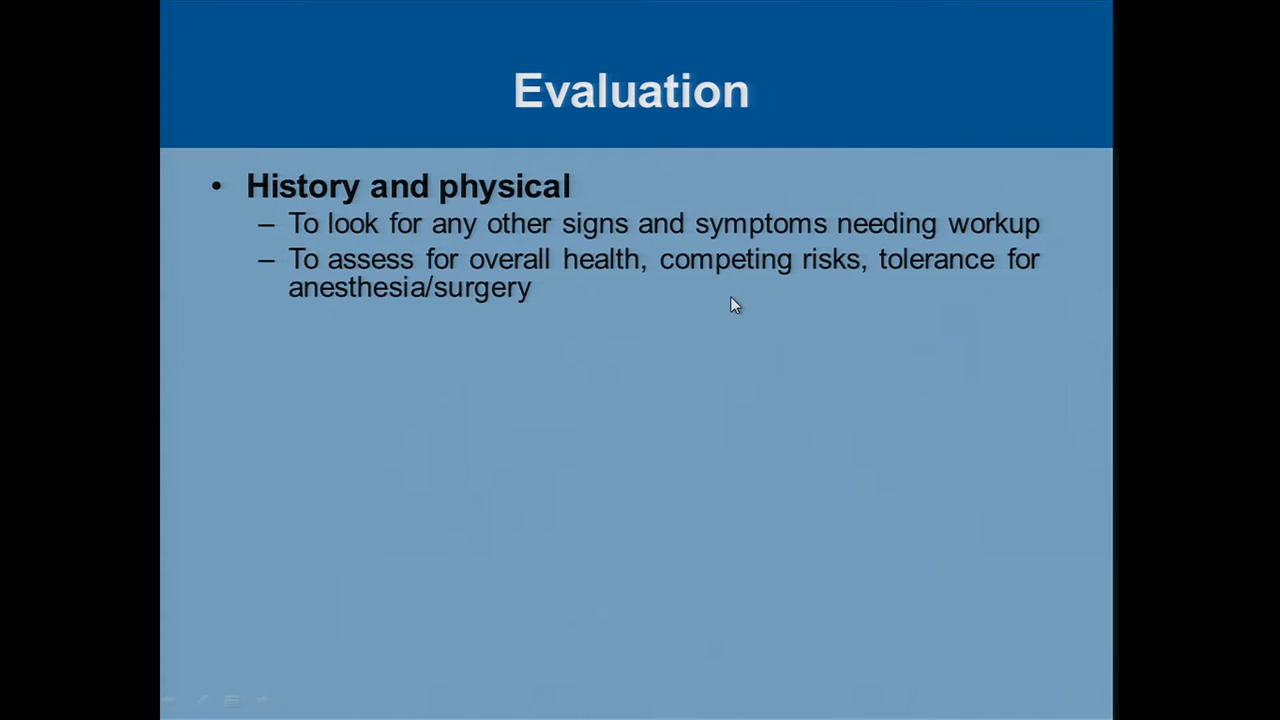 Evaluation
• History and physical
– To look for any other signs and symptoms needing workup
– To assess for overall health, competing risks, tolerance for
anesthesia/surgery